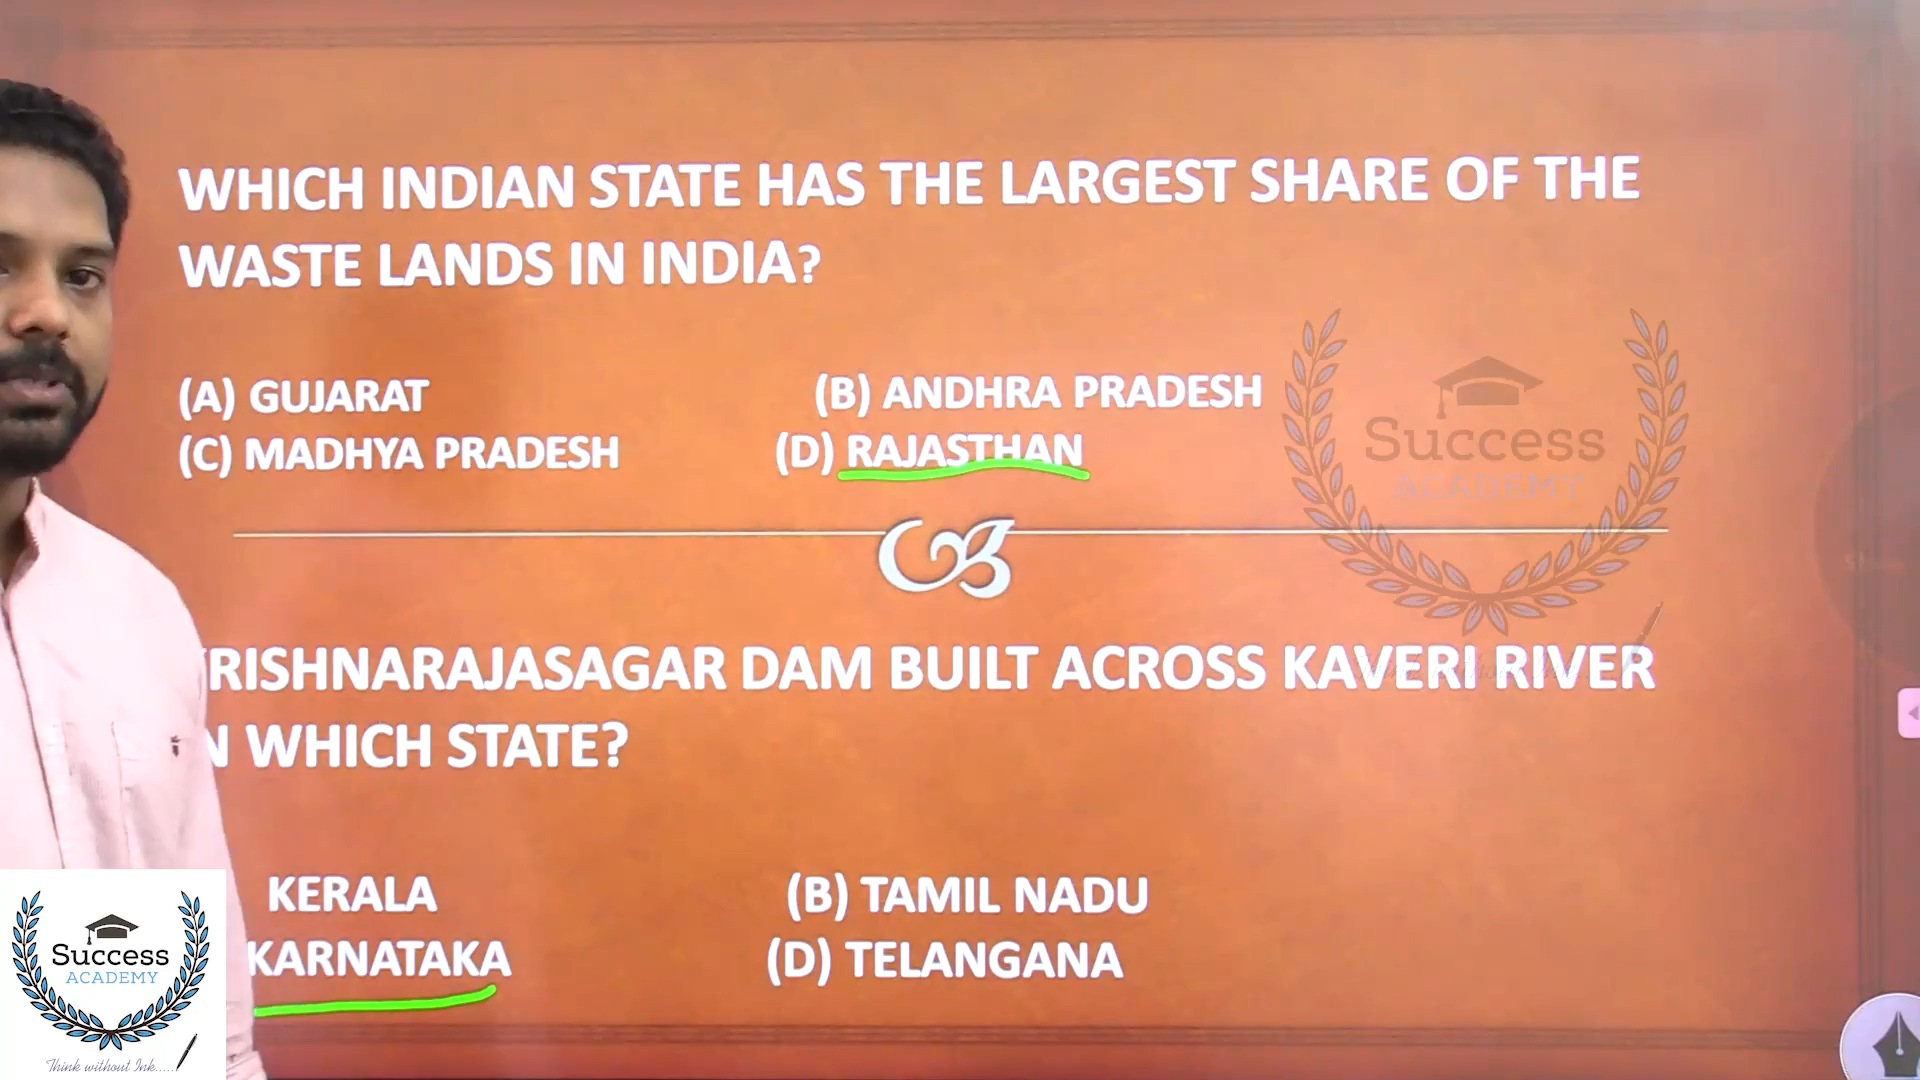 WHICH INDIAN STATE HAS THE LARGEST SHARE OF THE
WASTE LANDS IN INDIA?
(A) GUJARAT (B) ANDHRA PRADESH
(C) MADHYA PRADESH (D) RAJASTHAN
Success
ACADEMY
RISHNARAJASAGAR DAM BUILT ACROSS KAVERI RIVER
N WHICH STATE?
KERALA (B) TAMIL NADU
KARNATAKA (D) TELANGANA
Success
ACADEMY
Think without Ink.....